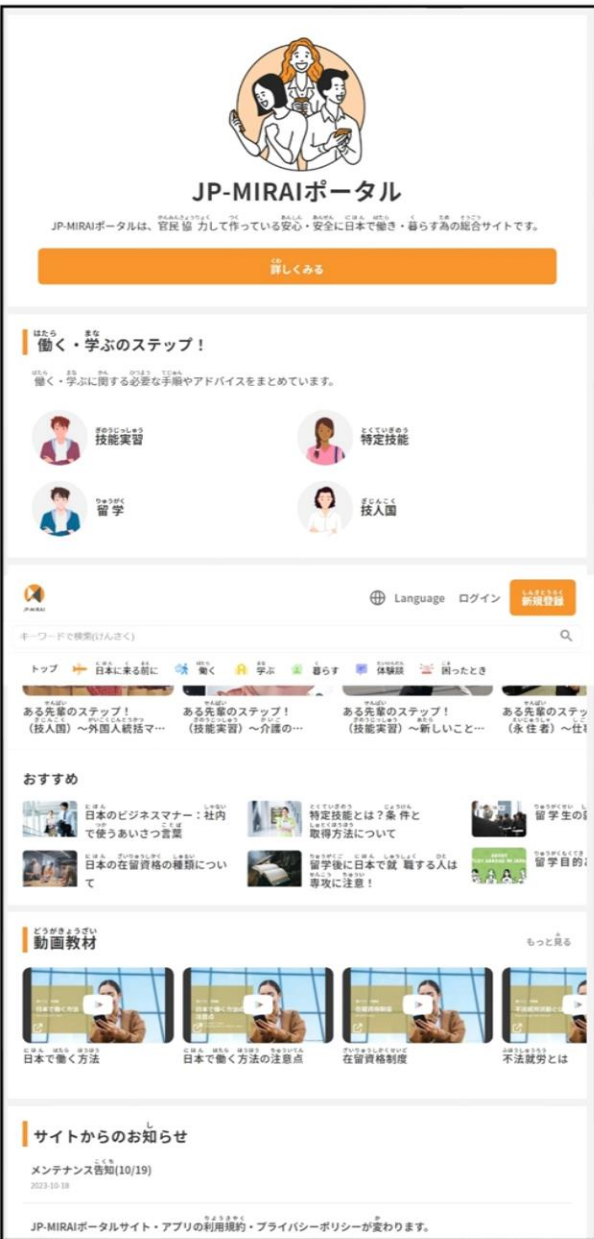 JP-MIRAIポータル
JP-MIRAIポータルは、官民協力して作っている安心・安全に日本で働き・暮らす為の総合サイトです。
詳しくみる
働く・学ぶのステップ！
働く・学ぶに関する必要な手順やアドバイスをまとめています。
技能実習
特定技能
留学
技人国
JP-MIRAI
Language
ログイン
新規登録
キーワードで検索(けんさく)
トップ
日本に来る前に
働く
学ぶ
暮らす
体験談
困ったとき
ある先輩のステップ！
（技人国）～外国人統括マ…
ある先輩のステップ！
（技能実習）～介護の…
ある先輩のステップ！
（技能実習）～新しいこと…
ある先輩のステッ
（永住者）～仕
おすすめ
日本のビジネスマナー：社内
で使うあいさつ言葉
特定技能とは？条件と
取得方法について
留学生の
日本の在留資格の種類につい
て
留学後に日本で就職する人は
専攻に注意！
留学目的
動画教材
もっと見る
日本で働く方法
日本で働く方法の注意点
在留資格制度
不法就労とは
サイトからのお知らせ
メンテナンス告知(10/19)
2023-10-18
JP-MIRAIポータルサイト・アプリの利用規約・プライバシーポリシーが変わります。